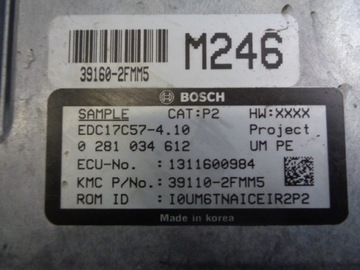 39160-2FMM5
M246
BOSCH
SAMPLE CAT:P2 HW:XXXX
EDC17C57-4.10 Project
0 281 034 612 UM PE
ECU-No. : 1311600984
KMC P/No.: 39110-2FMM5
ROM ID : I0UM6TNAICEIR2P2
Made in korea